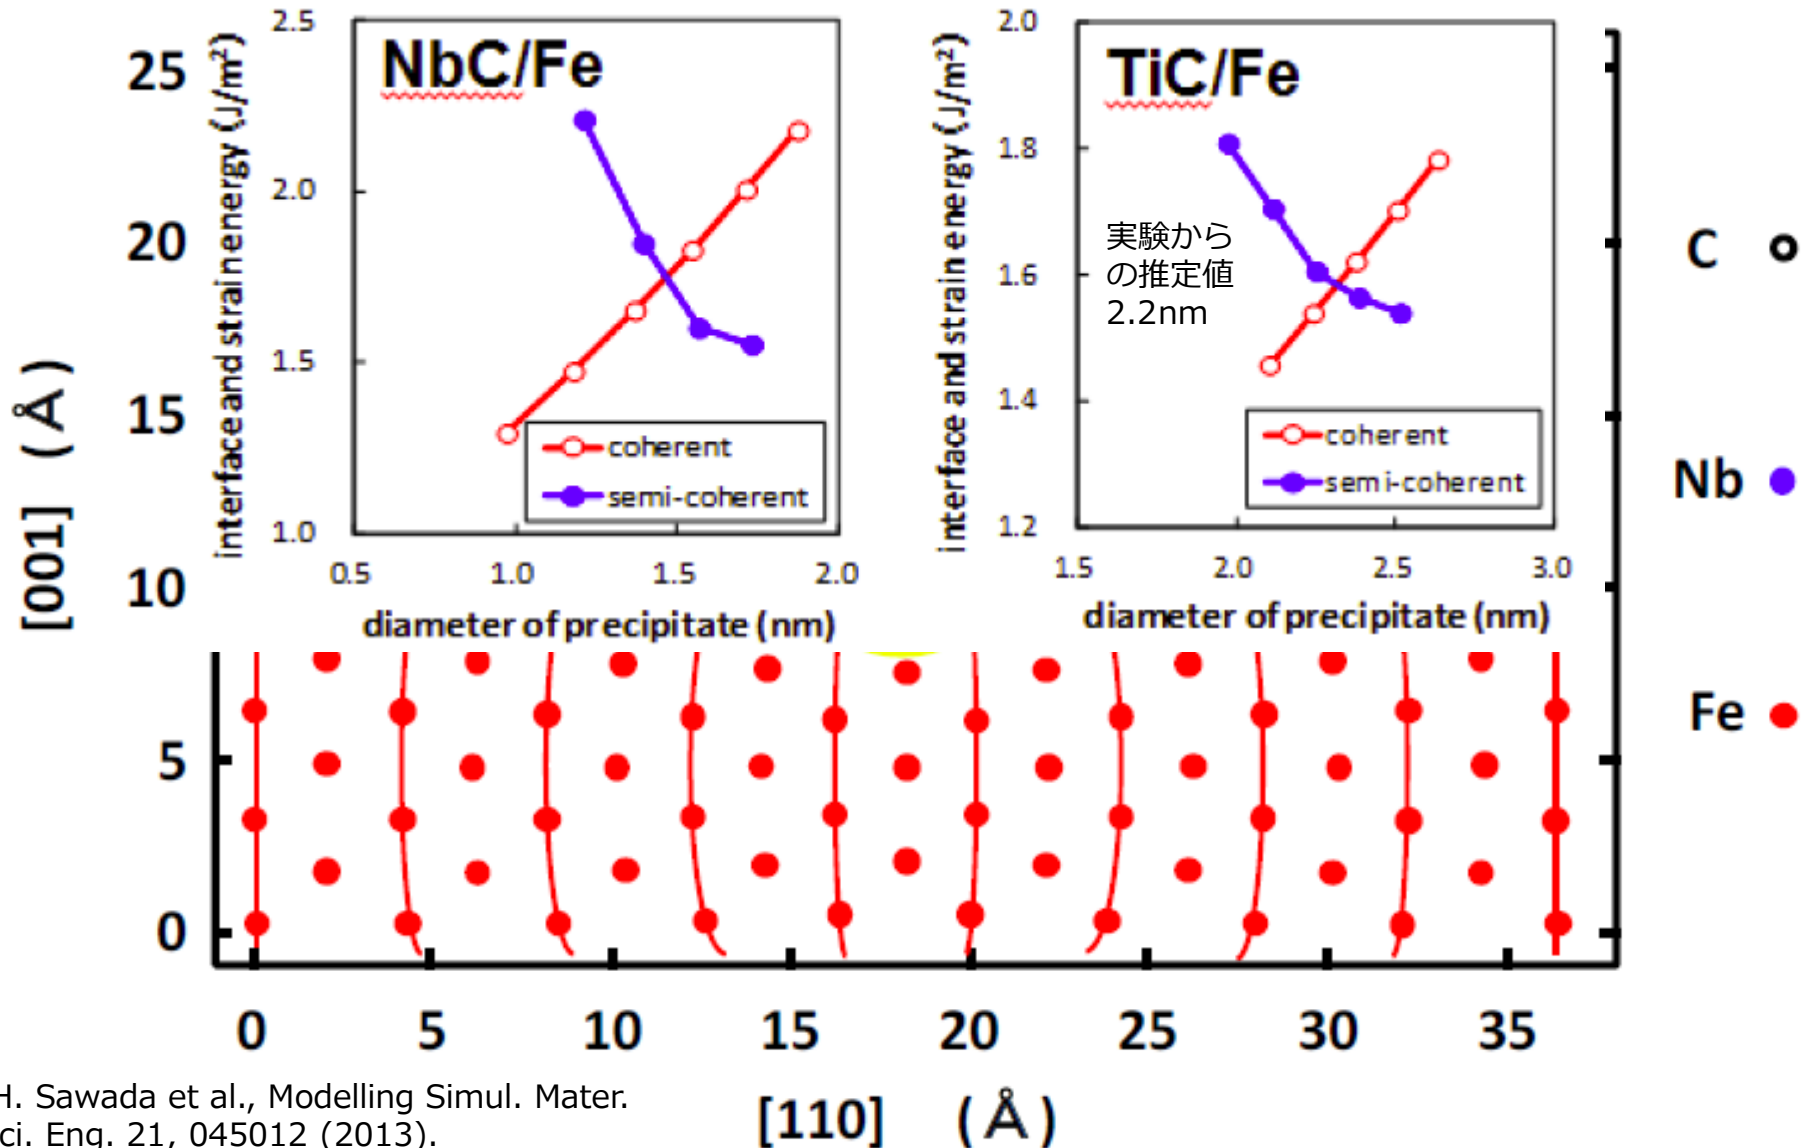 NbC/Fe
interface and strain energy (J/m²)
2.5
2.0
1.5
1.0
0.5
1.0
1.5
2.0
diameter of precipitate (nm)
coherent
semi-coherent
TiC/Fe
interface and strain energy (J/m²)
2.0
1.8
1.6
1.4
1.2
1.5
2.0
2.5
3.0
diameter of precipitate (nm)
実験から
の推定値
2.2nm
coherent
semi-coherent
[001] (Å)
25
20
15
10
5
0
0
5
10
15
20
25
30
35
[110] (Å)
C
Nb
Fe
H. Sawada et al., Modelling Simul. Mater.
ci. Eng. 21, 045012 (2013).